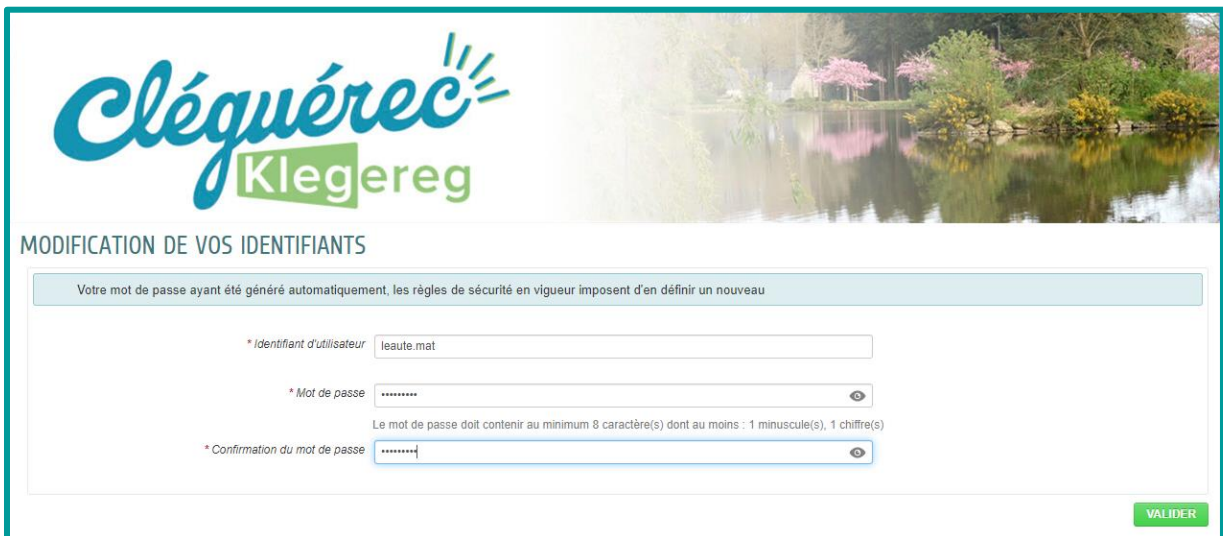 Cléguérec
Klegereg
MODIFICATION DE VOS IDENTIFIANTS
Votre mot de passe ayant été généré automatiquement, les règles de sécurité en vigueur imposent d'en définir un nouveau
* Identifiant d'utilisateur leaute.mat
* Mot de passe •••••••••
Le mot de passe doit contenir au minimum 8 caractère(s) dont au moins : 1 minuscule(s), 1 chiffre(s)
* Confirmation du mot de passe •••••••••
VALIDER